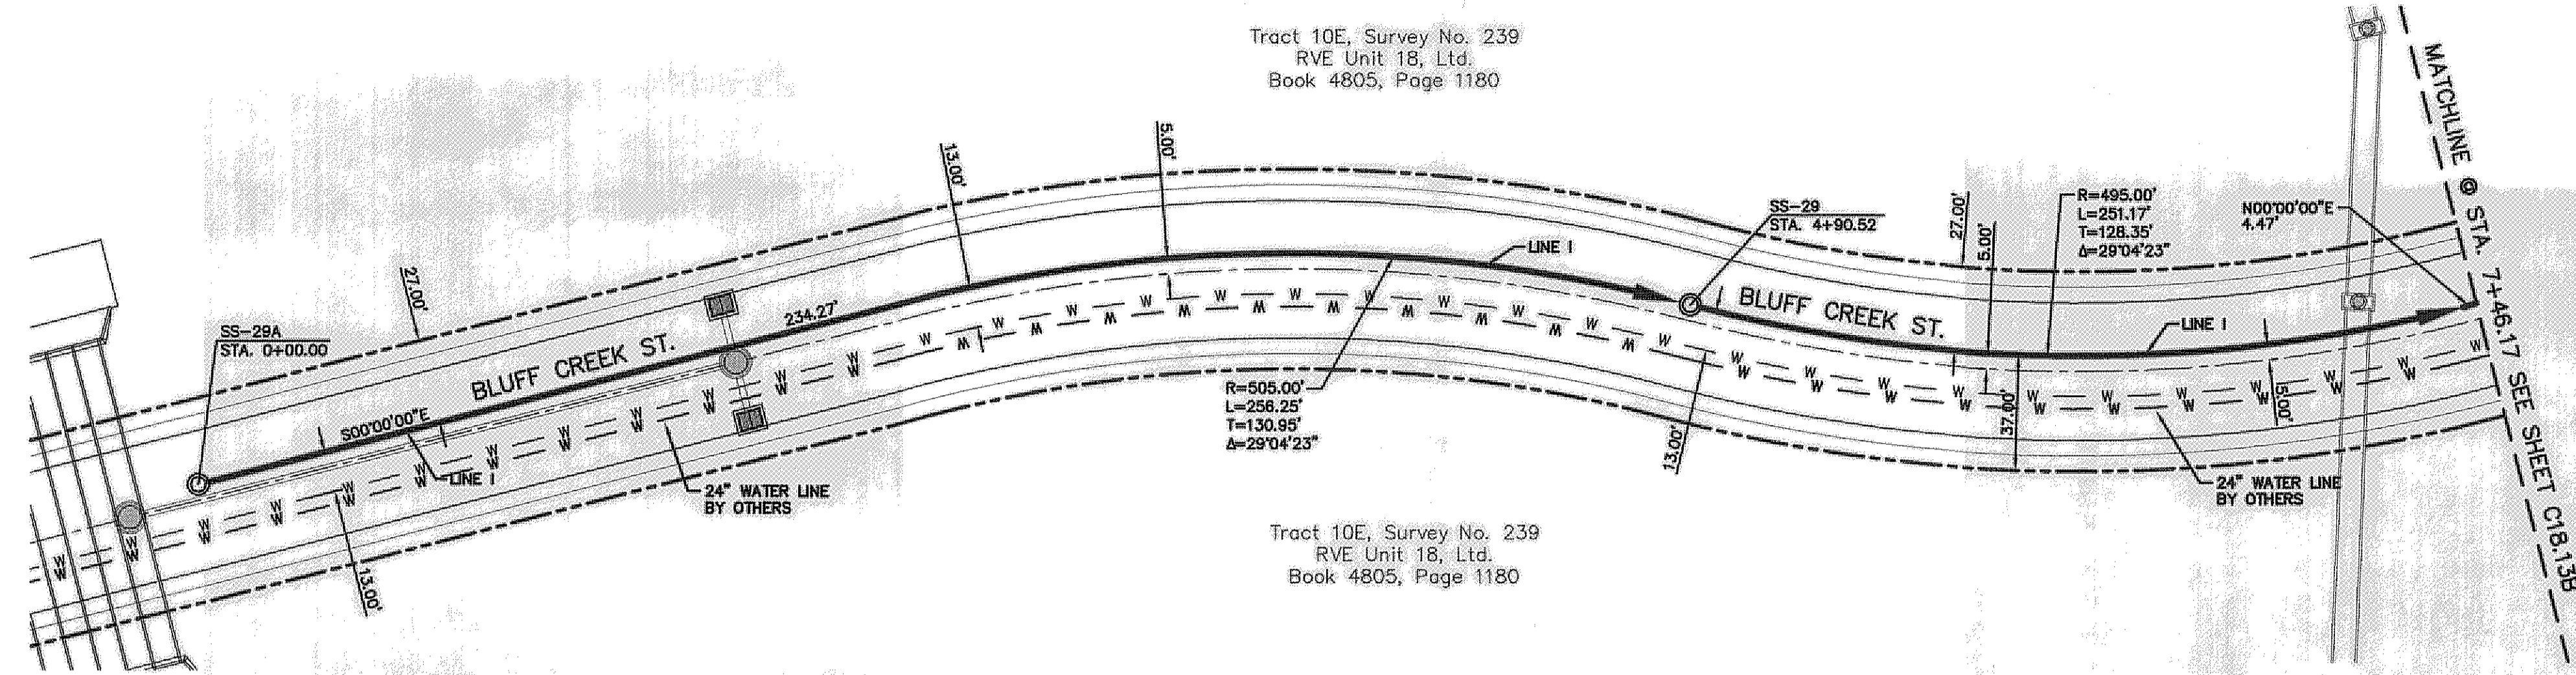 Tract 10E, Survey No. 239
RVE Unit 18, Ltd.
Book 4805, Page 1180
MATCHLINE @ STA. 7+46.17 SEE SHEET C18.13B
5.00'
13.00'
27.00'
SS-29A
STA. 0+00.00
234.27'
BLUFF CREEK ST.
S00°00'00"E
LINE I
24" WATER LINE
BY OTHERS
13.00'
LINE I
R=505.00'
L=256.25'
T=130.95'
Δ=29°04'23"
SS-29
STA. 4+90.52
BLUFF CREEK ST.
13.00'
27.00'
5.00'
R=495.00'
L=251.17'
T=128.35'
Δ=29°04'23"
N00°00'00"E
4.47'
LINE I
37.00'
5.00'
24" WATER LINE
BY OTHERS
Tract 10E, Survey No. 239
RVE Unit 18, Ltd.
Book 4805, Page 1180